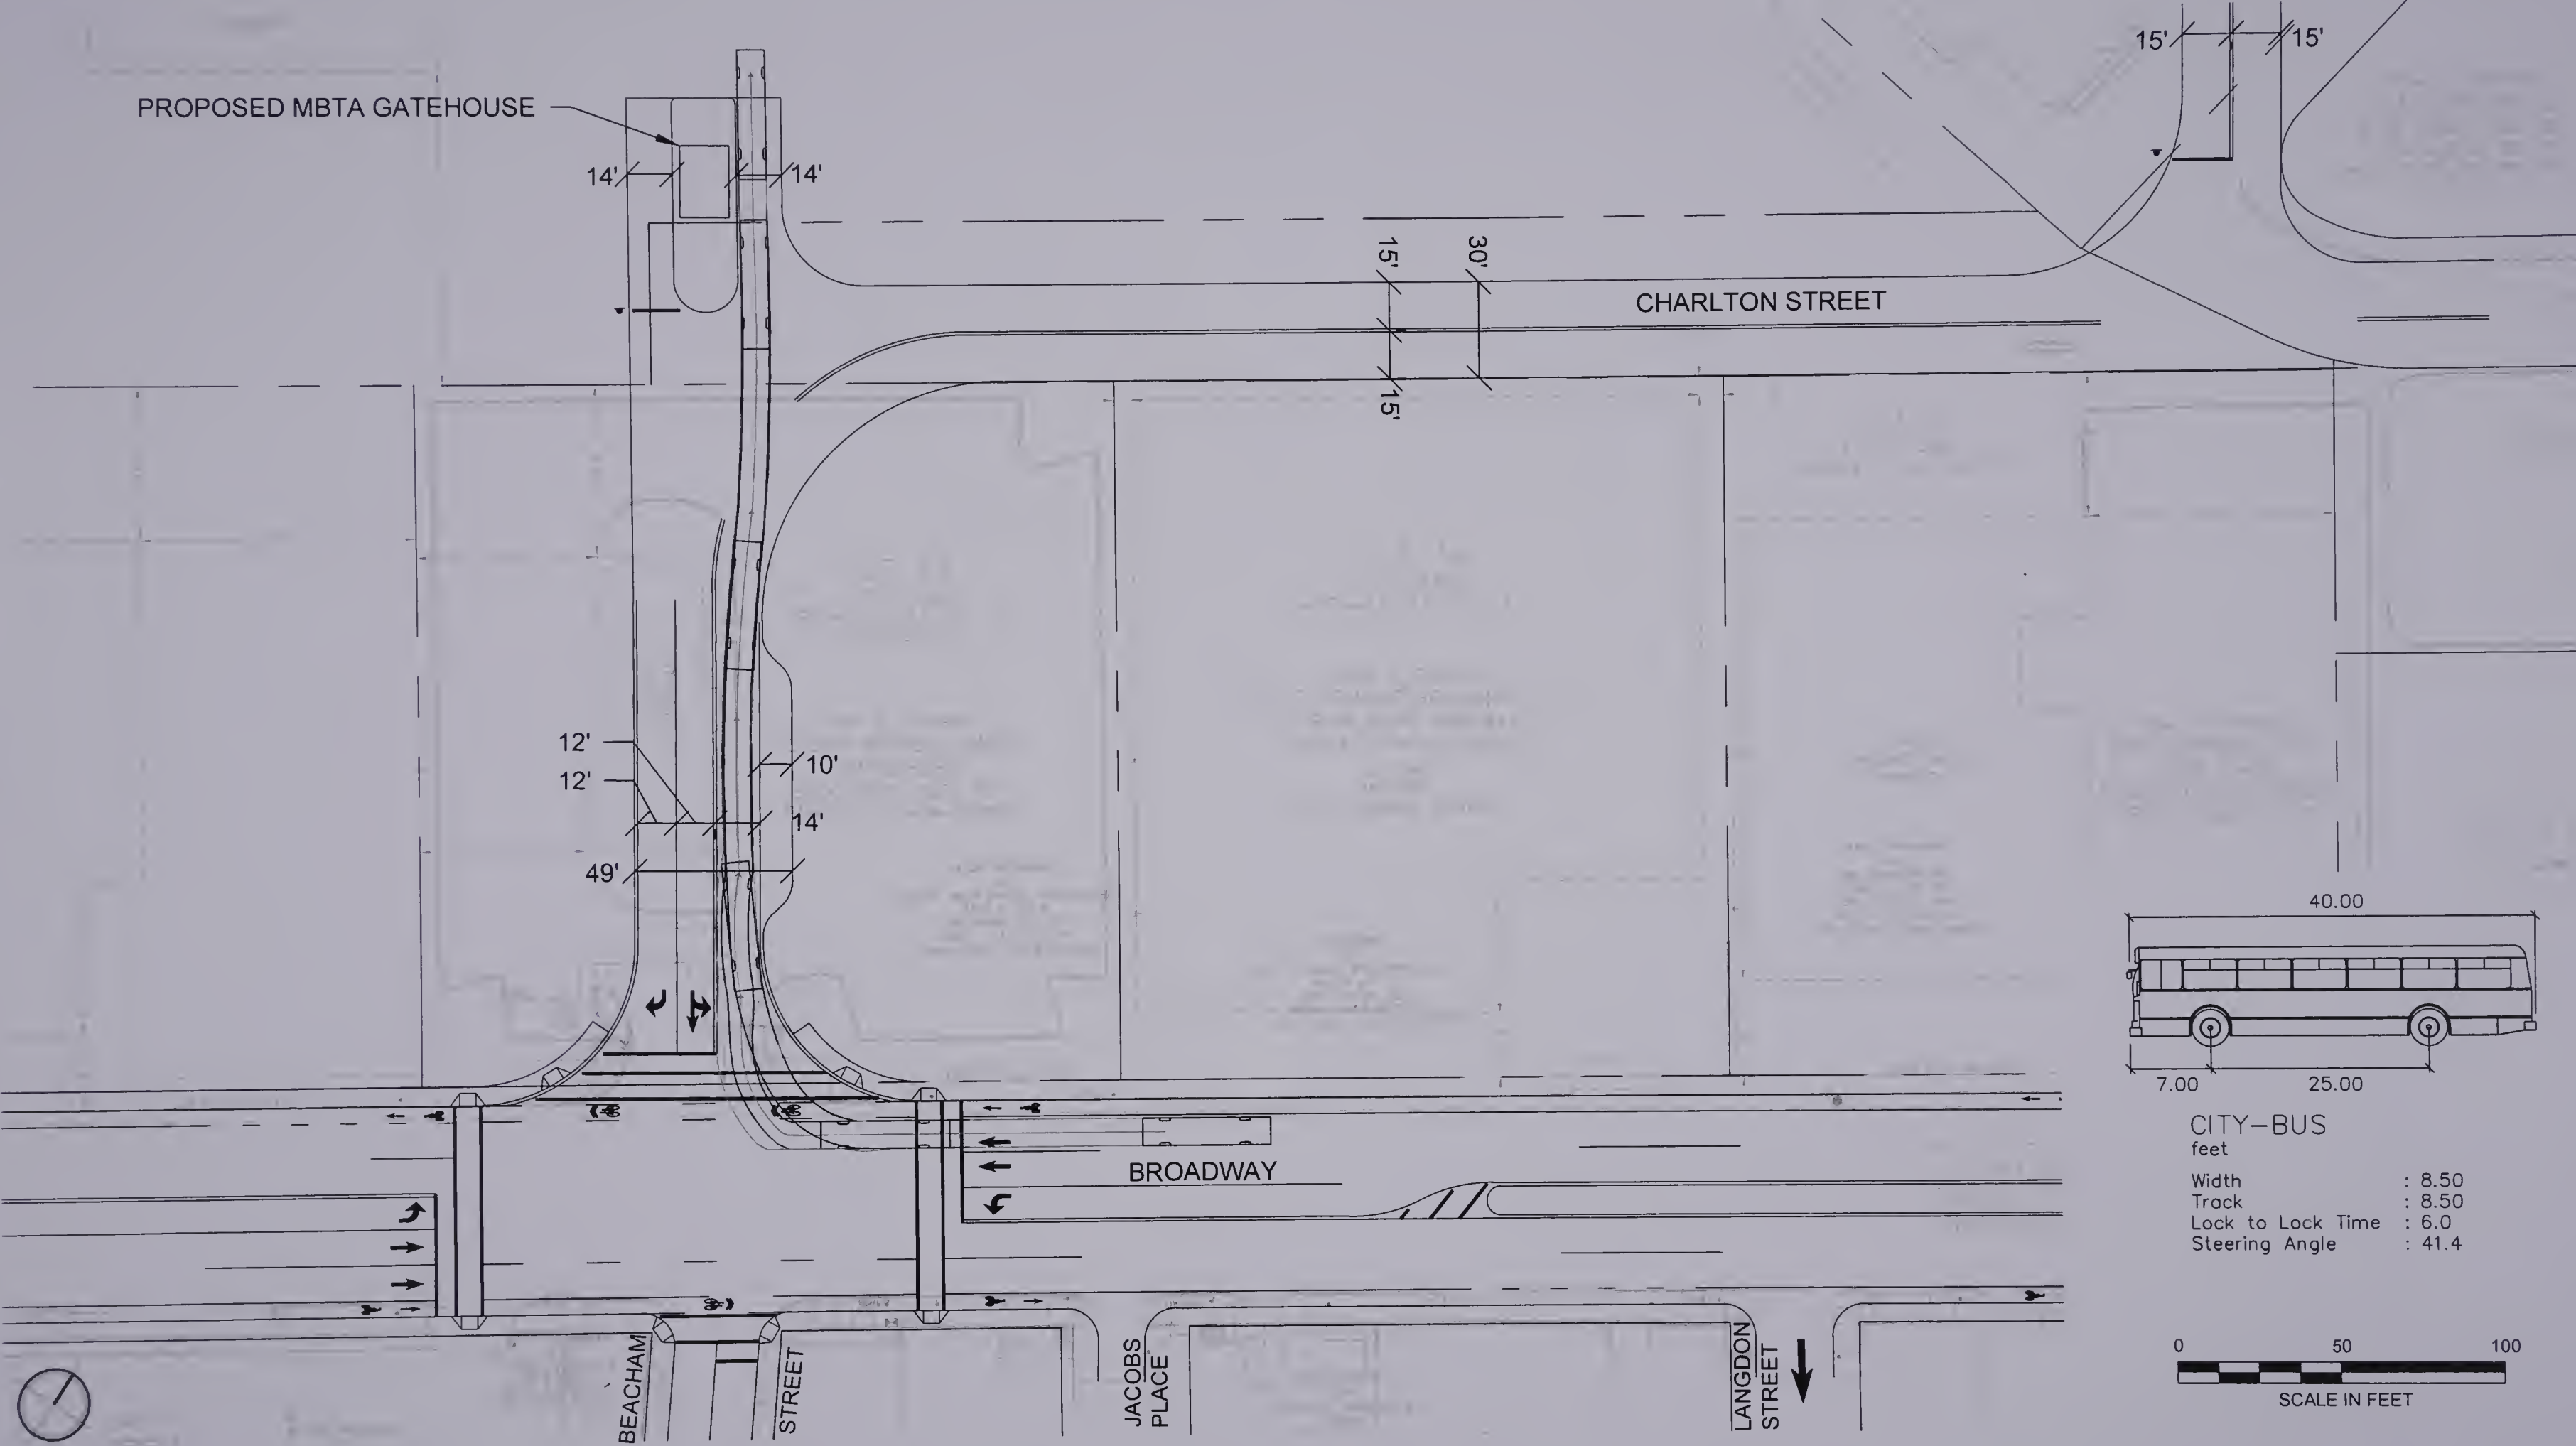 15'
15'
PROPOSED MBTA GATEHOUSE
14'
14'
15'
30'
CHARLTON STREET
15'
12'
12'
10'
14'
49'
BROADWAY
BEACHAM
STREET
JACOBS
PLACE
LANGDON
STREET
40.00
7.00
25.00
CITY-BUS
feet
Width : 8.50
Track : 8.50
Lock to Lock Time : 6.0
Steering Angle : 41.4
0 50 100
SCALE IN FEET